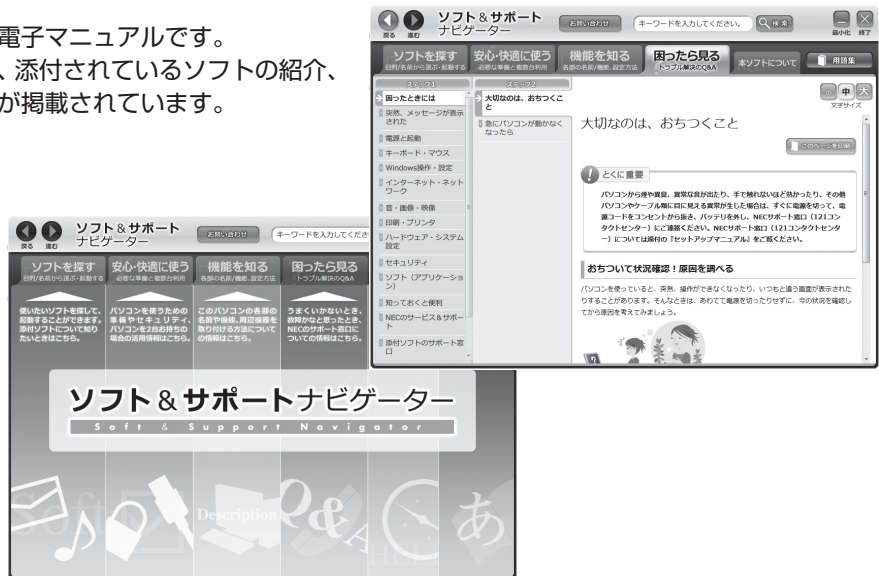 電子マニュアルです。
、添付されているソフトの紹介、
が掲載されています。
戻る 進む
ソフト&サポート
ナビゲーター
お問い合わせ
キーワードを入力してください。
検索
最小化 終了
ソフトを探す
目的/名前から選ぶ・起動する
安心・快適に使う
必要な準備と複数台利用
機能を知る
各部の名前/機能、設定方法
困ったら見る
トラブル解決のQ&A
本ソフトについて
用語集
ステップ1
困ったときには
突然、メッセージが表示
された
電源と起動
キーボード・マウス
Windows操作・設定
インターネット・ネット
ワーク
音・画像・映像
印刷・プリンタ
ハードウェア・システム
設定
セキュリティ
ソフト（アプリケーショ
ン）
知っておくと便利
NECのサービス&サポー
ト
添付ソフトのサポート窓
口
ステップ2
大切なのは、おちつくこ
と
急にパソコンが動かなく
なったら
小 中 大
文字サイズ
大切なのは、おちつくこと
このページを印刷
とくに重要
パソコンから煙や異臭、異常な音が出たり、手で触れないほど熱かったり、その他
パソコンやケーブル類に目に見える異常が生じた場合は、すぐに電源を切って、電
源コードをコンセントから抜き、バッテリを外し、NECサポート窓口（121コン
タクトセンター）にご連絡ください。NECサポート窓口（121コンタクトセンタ
ー）については添付の『セットアップマニュアル』をご覧ください。
おちついて状況確認！原因を調べる
パソコンを使っていると、突然、操作ができなくなったり、いつもと違う画面が表示された
りすることがあります。そんなときは、あわてて電源を切ったりせずに、今の状況を確認し
てから原因を考えてみましょう。
戻る 進む
ソフト&サポート
ナビゲーター
お問い合わせ
キーワードを入力してくださ
ソフトを探す
目的/名前から選ぶ・起動する
安心・快適に使う
必要な準備と複数台利用
機能を知る
各部の名前/機能、設定方法
困ったら見る
トラブル解決のQ&A
使いたいソフトを探して、
起動することができます。
添付ソフトについて知り
たいときはこちら。
パソコンを使うための
準備やセキュリティ、
パソコンを2台お持ちの
場合の活用情報はこちら。
このパソコンの各部の
名前や機能、周辺機器を
取り付ける方法について
の情報はこちら。
うまくいかないとき、
故障かなと思ったとき、
NECのサポート窓口に
ついての情報はこちら。
ソフト&サポートナビゲーター
Soft & Support Navigator
Soft
Description
Q&A
HELP
あ